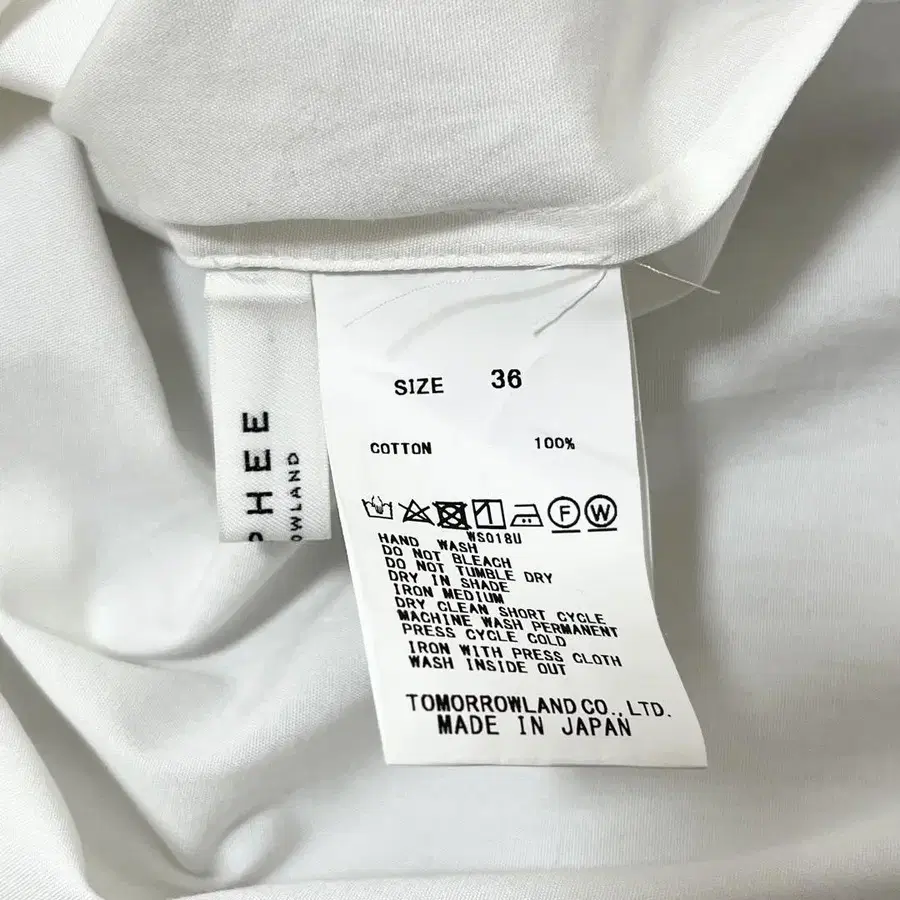 PHEE
OWLAND
SIZE 36
COTTON 100%
F W
WS018U
HAND WASH
DO NOT BLEACH
DO NOT TUMBLE DRY
DRY IN SHADE
IRON MEDIUM
DRY CLEAN SHORT CYCLE
MACHINE WASH PERMANENT
PRESS CYCLE COLD
IRON WITH PRESS CLOTH
WASH INSIDE OUT
TOMORROWLAND CO.,LTD.
MADE IN JAPAN